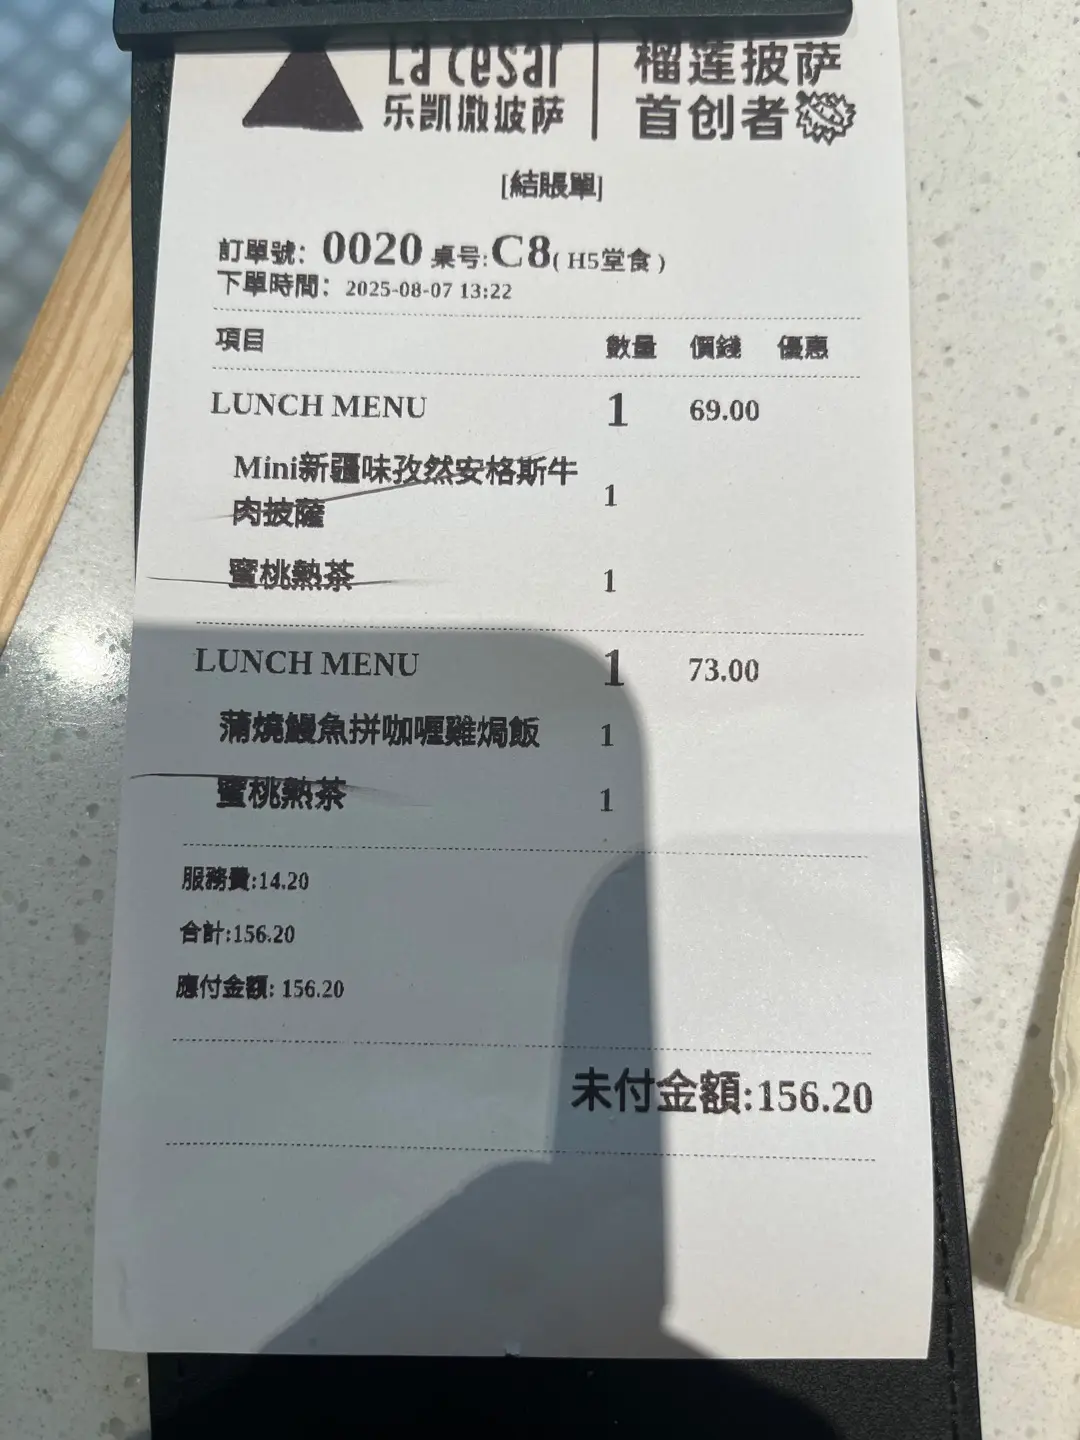 La Cesar
乐凯撒披萨
榴莲披萨
首创者
[結賬單]
訂單號: 0020 桌号:C8( H5堂食 )
下單時間: 2025-08-07 13:22
項目 數量 價錢 優惠
LUNCH MENU 1 69.00
Mini新疆味孜然安格斯牛
肉披薩 1
蜜桃熱茶 1
LUNCH MENU 1 73.00
蒲燒鰻魚拼咖喱雞焗飯 1
蜜桃熱茶 1
服務費:14.20
合計:156.20
應付金額: 156.20
未付金額:156.20